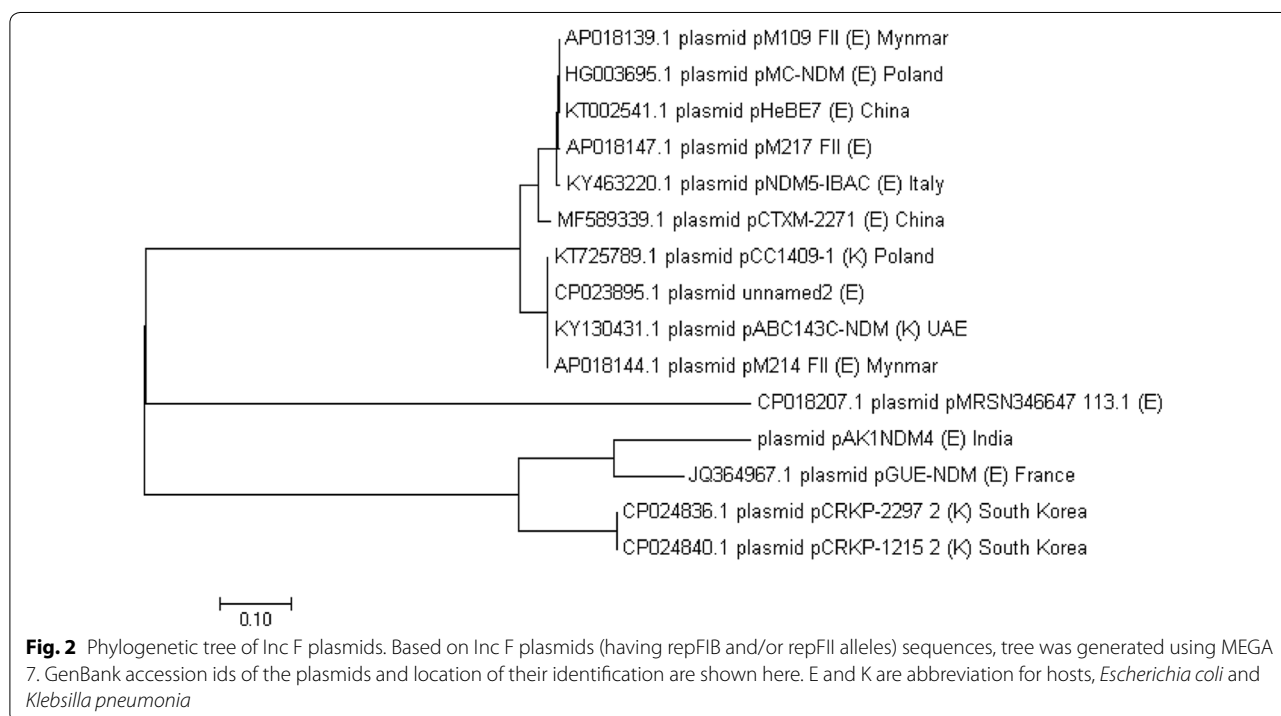 AP018139.1 plasmid pM109 FII (E) Mynmar
HG003695.1 plasmid pMC-NDM (E) Poland
KT002541.1 plasmid pHeBE7 (E) China
AP018147.1 plasmid pM217 FII (E)
KY463220.1 plasmid pNDM5-IBAC (E) Italy
MF589339.1 plasmid pCTXM-2271 (E) China
KT725789.1 plasmid pCC1409-1 (K) Poland
CP023895.1 plasmid unnamed2 (E)
KY130431.1 plasmid pABC143C-NDM (K) UAE
AP018144.1 plasmid pM214 FII (E) Mynmar
CP018207.1 plasmid pMRSN346647 113.1 (E)
plasmid pAK1NDM4 (E) India
JQ364967.1 plasmid pGUE-NDM (E) France
CP024836.1 plasmid pCRKP-2297 2 (K) South Korea
CP024840.1 plasmid pCRKP-1215 2 (K) South Korea
0.10
Fig. 2 Phylogenetic tree of Inc F plasmids. Based on Inc F plasmids (having repFIB and/or repFII alleles) sequences, tree was generated using MEGA
7. GenBank accession ids of the plasmids and location of their identification are shown here. E and K are abbreviation for hosts, Escherichia coli and
Klebsilla pneumonia